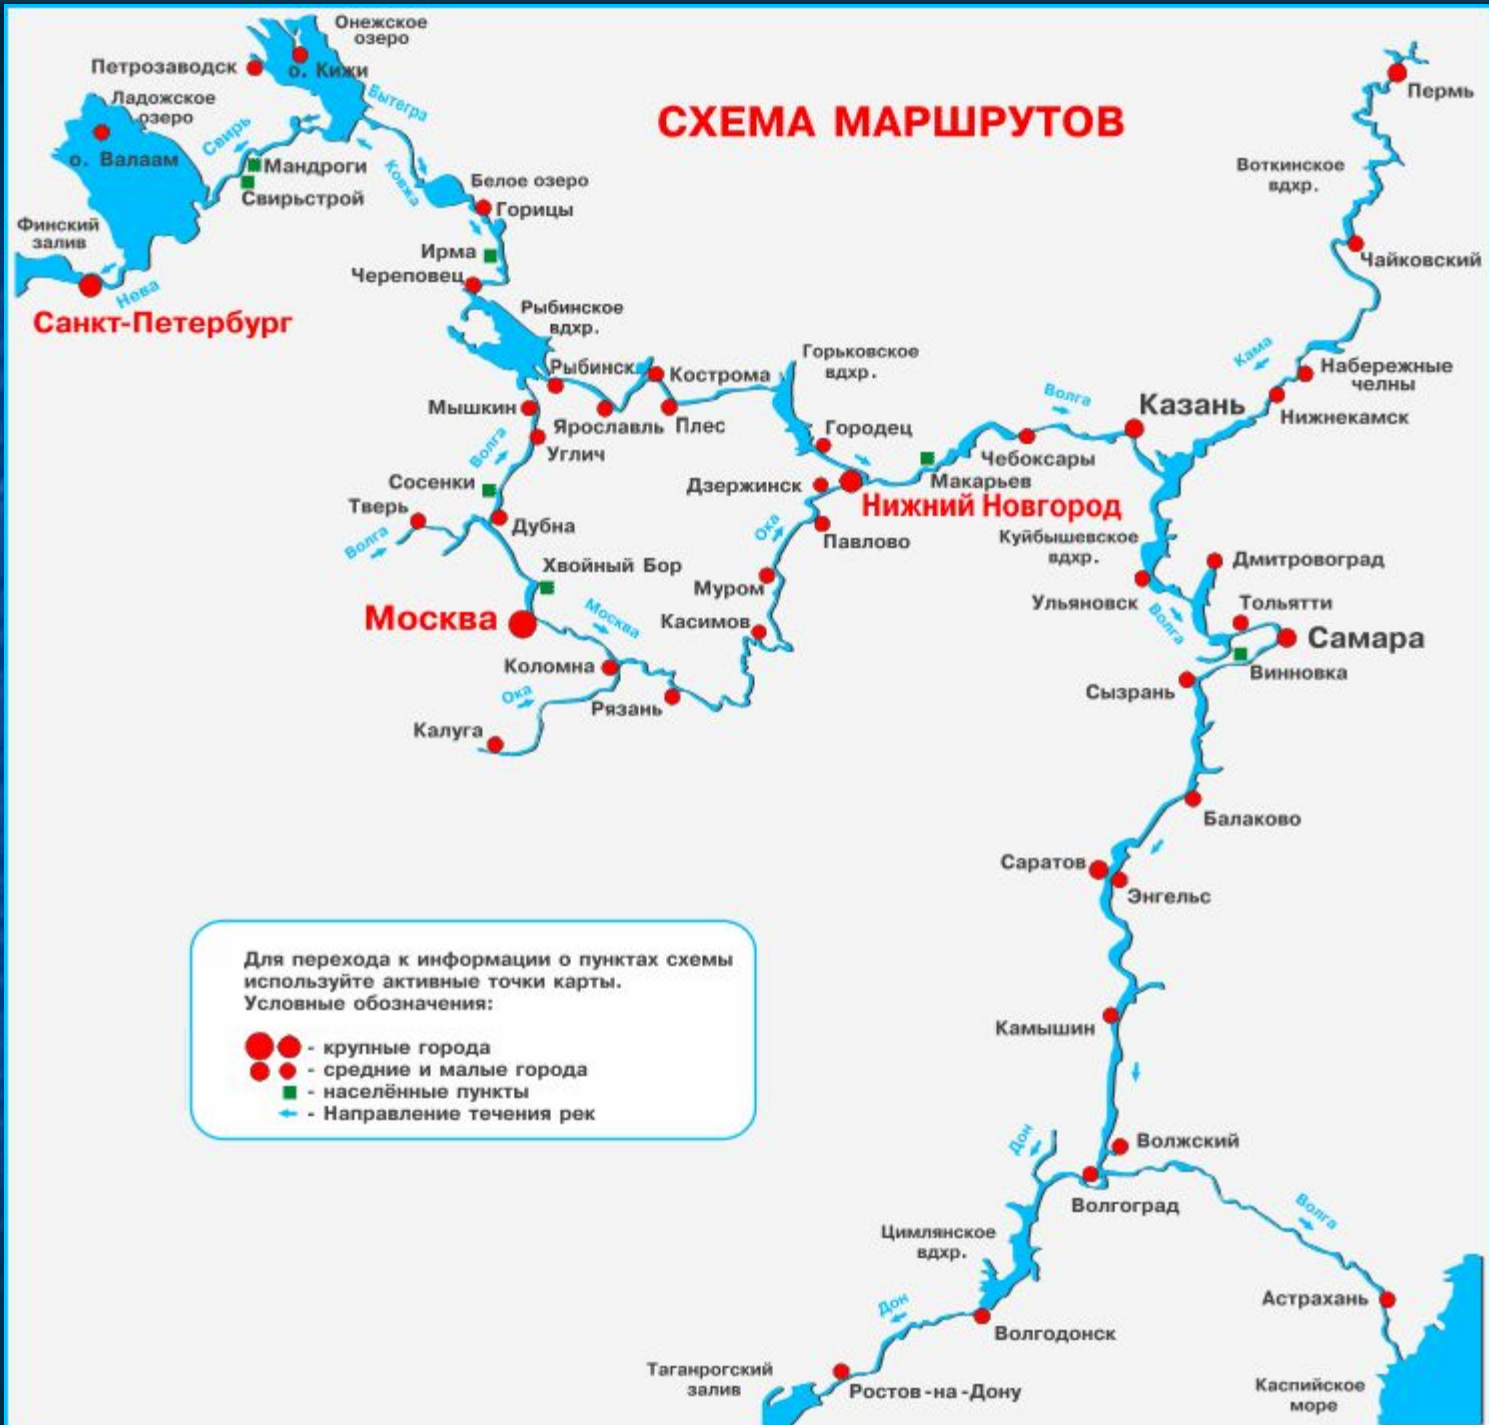 Онежское
озеро
Петрозаводск
о. Кижи
Вытегра
Ладожское
озеро
о. Валаам
Свирь
Мандроги
Свирьстрой
Ковжа
Белое озеро
Горицы
Финский
залив
Нева
Санкт-Петербург
Ирма
Череповец
Рыбинское
вдхр.
СХЕМА МАРШРУТОВ
Пермь
Воткинское
вдхр.
Чайковский
Кама
Набережные
челны
Нижнекамск
Рыбинск
Кострома
Горьковское
вдхр.
Мышкин
Ярославль
Плес
Углич
Волга
Городец
Волга
Казань
Чебоксары
Макарьев
Сосенки
Тверь
Волга
Дубна
Дзержинск
Нижний Новгород
Ока
Павлово
Куйбышевское
вдхр.
Дмитровоград
Хвойный Бор
Муром
Ульяновск
Волга
Тольятти
Москва
Москва
Касимов
Самара
Винновка
Коломна
Сызрань
Ока
Рязань
Калуга
Балаково
Саратов
Энгельс
Для перехода к информации о пунктах схемы
используйте активные точки карты.
Условные обозначения:
- крупные города
- средние и малые города
- населённые пункты
- Направление течения рек
Камышин
Дон
Волжский
Волгоград
Волга
Цимлянское
вдхр.
Дон
Волгодонск
Астрахань
Таганрогский
залив
Ростов-на-Дону
Каспийское
море